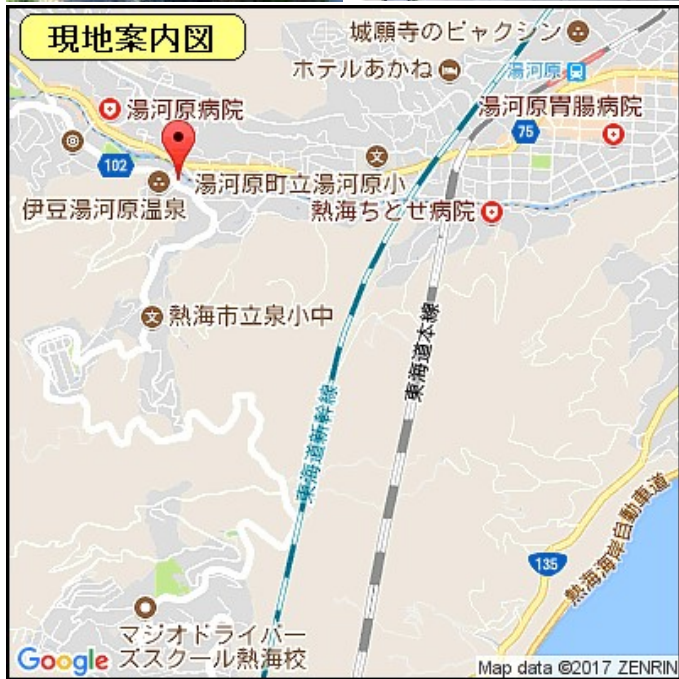 現地案内図
城願寺のビャクシン
ホテルあかね
湯河原
湯河原病院
湯河原胃腸病院
75
102
湯河原町立湯河原小
伊豆湯河原温泉
熱海ちとせ病院
熱海市立泉小中
東海道本線
東海道新幹線
熱海海岸自動車道
135
マジオドライバー
ズスクール熱海校
Google
Map data ©2017 ZENRIN